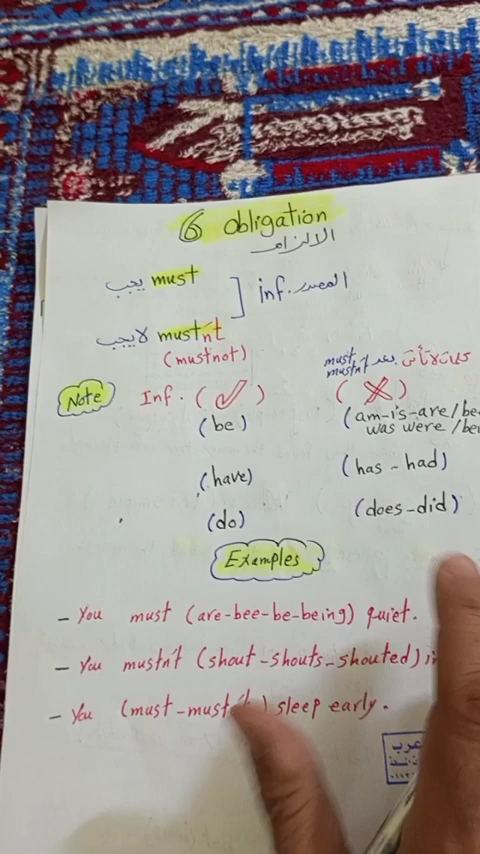 6 obligation
الالزام
يجب must
] inf. المصدر
لايجب mustn't
(mustnot)
كلمات لاتأتى بعد must
mustn't
Note Inf. (✓) (✗)
(be) (am-is-are/be
was were /be
(have) (has-had)
(do) (does-did)
Examples
- You must (are-bee-be-being) quiet.
- You mustn't (shout-shouts-shouted)
- You (must-must ) sleep early.
عرب